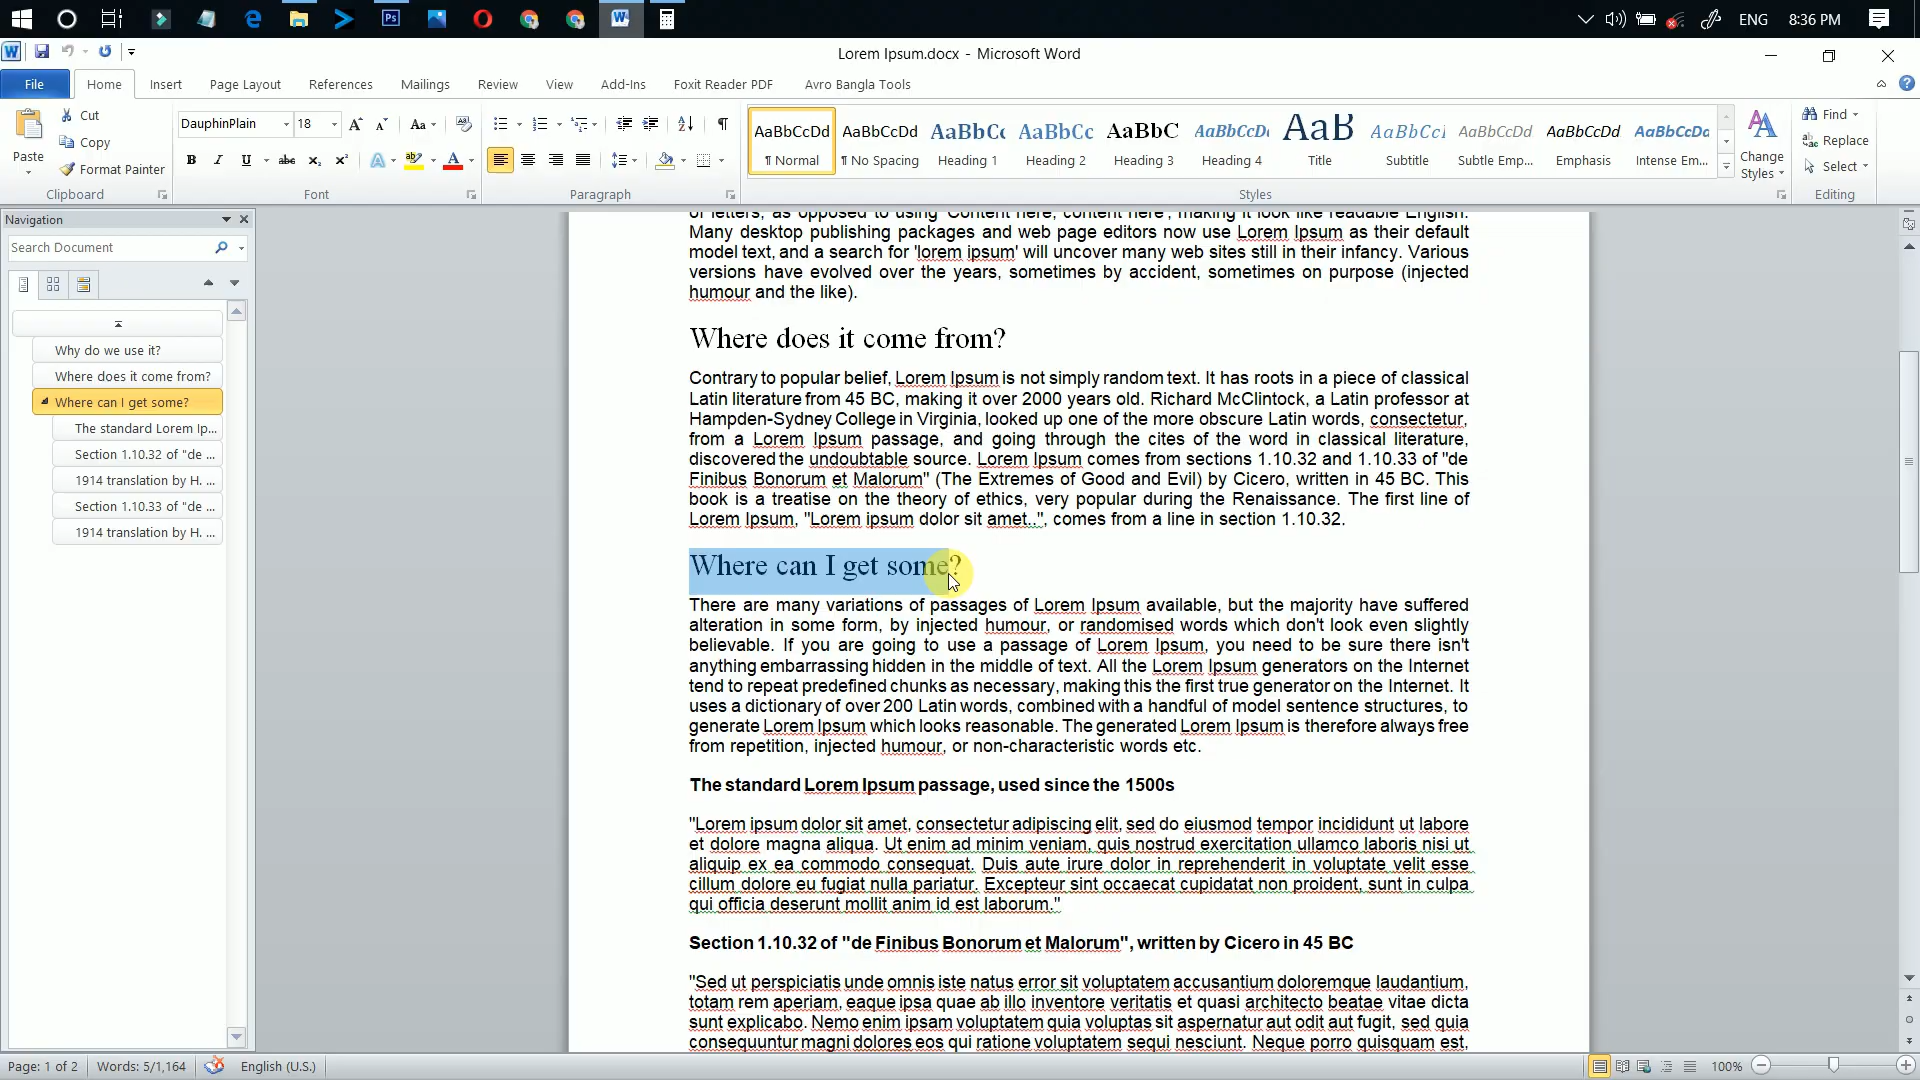 ENG
8:36 PM
Lorem Ipsum.docx - Microsoft Word
File
Home
Insert
Page Layout
References
Mailings
Review
View
Add-Ins
Foxit Reader PDF
Avro Bangla Tools
Paste
Cut
Copy
Format Painter
Clipboard
DauphinPlain
18
Font
Paragraph
AaBbCcDd
¶ Normal
AaBbCcDd
¶ No Spacing
AaBbCc
Heading 1
AaBbCc
Heading 2
AaBbC
Heading 3
AaBbCcDi
Heading 4
AaB
Title
AaBbCcI
Subtitle
AaBbCcDd
Subtle Emp...
AaBbCcDd
Emphasis
AaBbCcDd
Intense Em...
Styles
Change
Styles
Find
Replace
Select
Editing
Navigation
Search Document
Why do we use it?
Where does it come from?
Where can I get some?
The standard Lorem Ip...
Section 1.10.32 of "de ...
1914 translation by H. ...
Section 1.10.33 of "de ...
1914 translation by H. ...
of letters, as opposed to using 'Content here, content here', making it look like readable English.
Many desktop publishing packages and web page editors now use Lorem Ipsum as their default
model text, and a search for 'lorem ipsum' will uncover many web sites still in their infancy. Various
versions have evolved over the years, sometimes by accident, sometimes on purpose (injected
humour and the like).
Where does it come from?
Contrary to popular belief, Lorem Ipsum is not simply random text. It has roots in a piece of classical
Latin literature from 45 BC, making it over 2000 years old. Richard McClintock, a Latin professor at
Hampden-Sydney College in Virginia, looked up one of the more obscure Latin words, consectetur,
from a Lorem Ipsum passage, and going through the cites of the word in classical literature,
discovered the undoubtable source. Lorem Ipsum comes from sections 1.10.32 and 1.10.33 of "de
Finibus Bonorum et Malorum" (The Extremes of Good and Evil) by Cicero, written in 45 BC. This
book is a treatise on the theory of ethics, very popular during the Renaissance. The first line of
Lorem Ipsum, "Lorem ipsum dolor sit amet..", comes from a line in section 1.10.32.
Where can I get some?
There are many variations of passages of Lorem Ipsum available, but the majority have suffered
alteration in some form, by injected humour, or randomised words which don't look even slightly
believable. If you are going to use a passage of Lorem Ipsum, you need to be sure there isn't
anything embarrassing hidden in the middle of text. All the Lorem Ipsum generators on the Internet
tend to repeat predefined chunks as necessary, making this the first true generator on the Internet. It
uses a dictionary of over 200 Latin words, combined with a handful of model sentence structures, to
generate Lorem Ipsum which looks reasonable. The generated Lorem Ipsum is therefore always free
from repetition, injected humour, or non-characteristic words etc.
The standard Lorem Ipsum passage, used since the 1500s
"Lorem ipsum dolor sit amet, consectetur adipiscing elit, sed do eiusmod tempor incididunt ut labore
et dolore magna aliqua. Ut enim ad minim veniam, quis nostrud exercitation ullamco laboris nisi ut
aliquip ex ea commodo consequat. Duis aute irure dolor in reprehenderit in voluptate velit esse
cillum dolore eu fugiat nulla pariatur. Excepteur sint occaecat cupidatat non proident, sunt in culpa
qui officia deserunt mollit anim id est laborum."
Section 1.10.32 of "de Finibus Bonorum et Malorum", written by Cicero in 45 BC
"Sed ut perspiciatis unde omnis iste natus error sit voluptatem accusantium doloremque laudantium,
totam rem aperiam, eaque ipsa quae ab illo inventore veritatis et quasi architecto beatae vitae dicta
sunt explicabo. Nemo enim ipsam voluptatem quia voluptas sit aspernatur aut odit aut fugit, sed quia
consequuntur magni dolores eos qui ratione voluptatem sequi nesciunt. Neque porro quisquam est,
Page: 1 of 2
Words: 5/1,164
English (U.S.)
100%